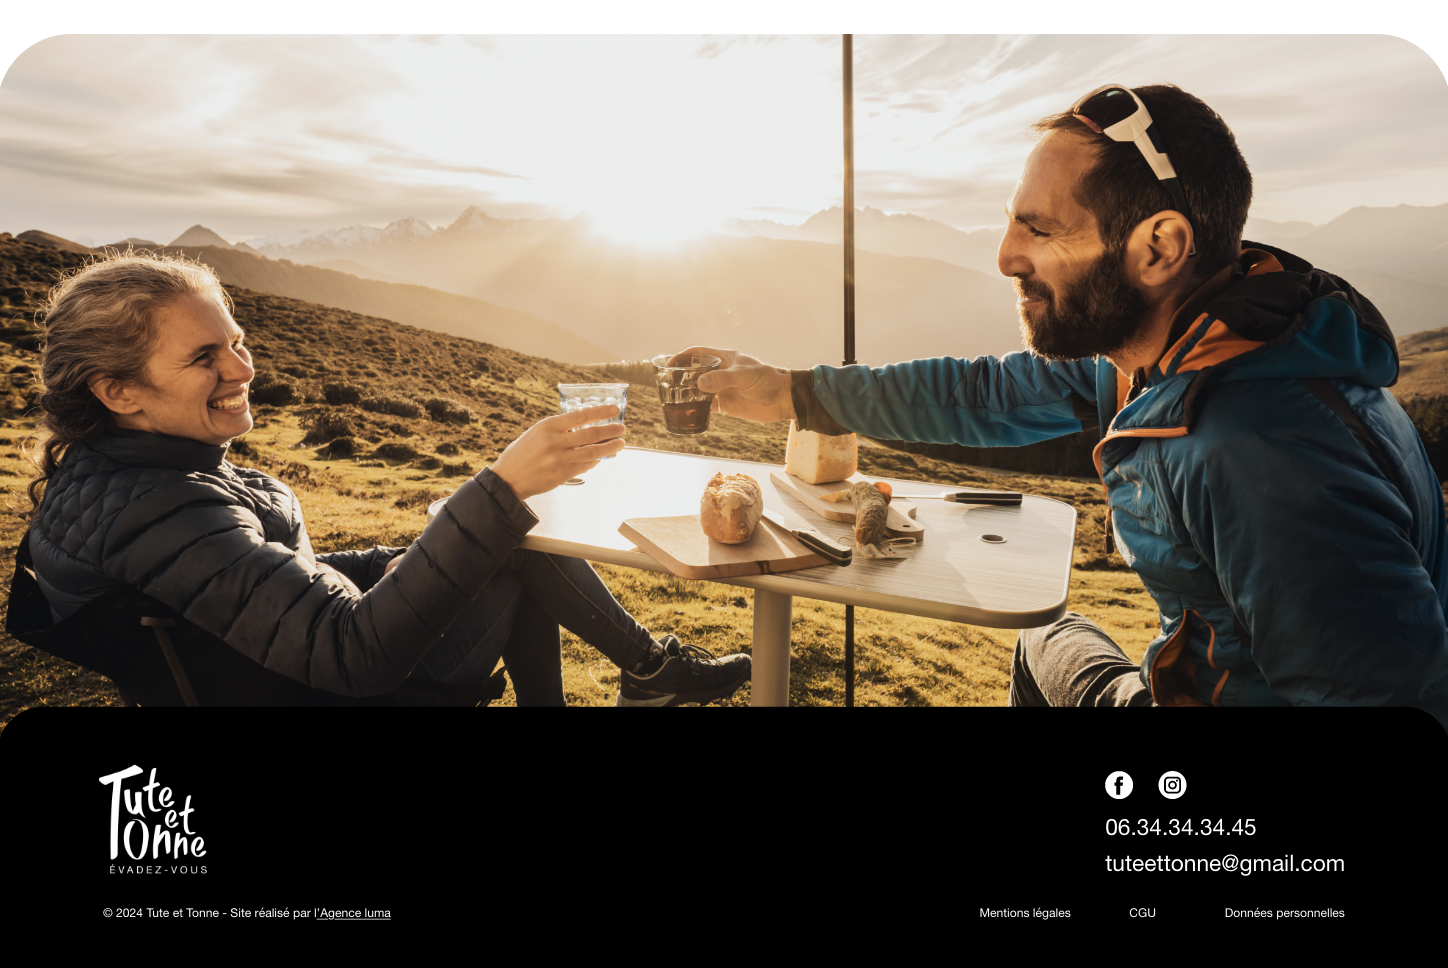 Tute
et
Tonne
ÉVADEZ-VOUS
06.34.34.34.45
tuteettonne@gmail.com
© 2024 Tute et Tonne - Site réalisé par l'Agence luma
Mentions légales
CGU
Données personnelles